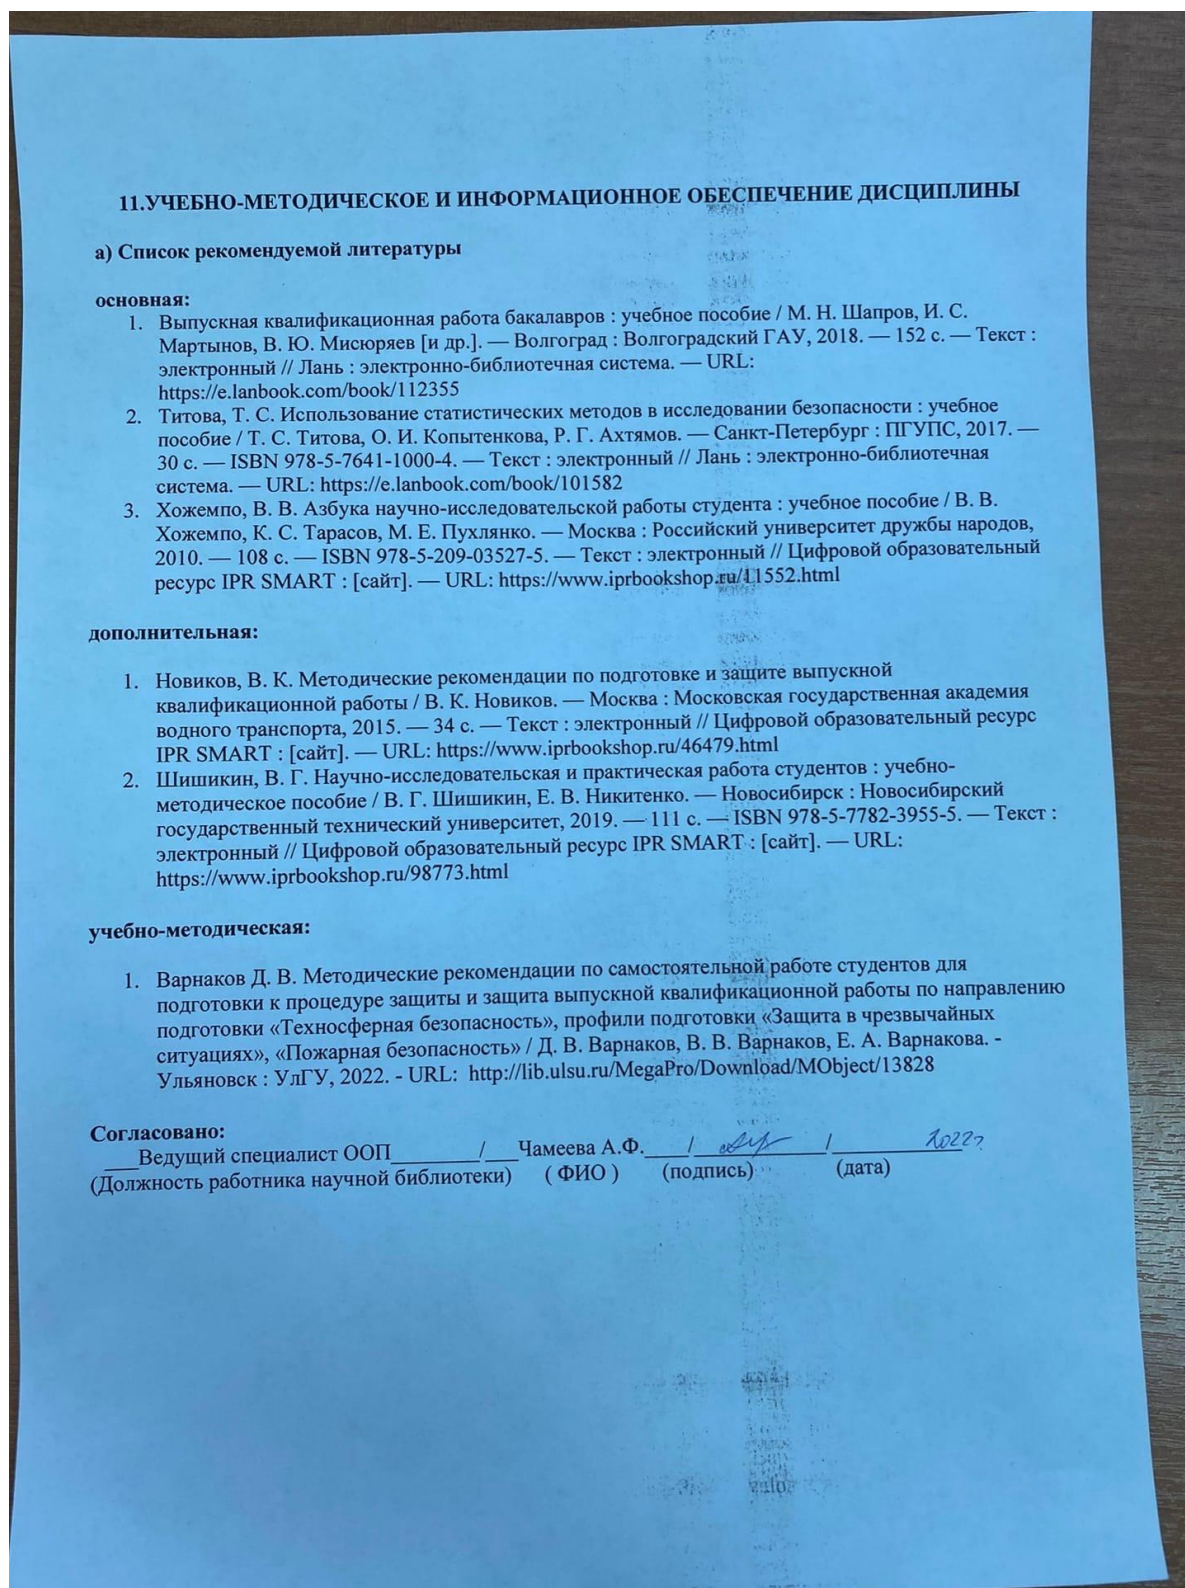 11.УЧЕБНО-МЕТОДИЧЕСКОЕ И ИНФОРМАЦИОННОЕ ОБЕСПЕЧЕНИЕ ДИСЦИПЛИНЫ
а) Список рекомендуемой литературы
основная:
1. Выпускная квалификационная работа бакалавров : учебное пособие / М. Н. Шапров, И. С.
Мартынов, В. Ю. Мисюряев [и др.]. — Волгоград : Волгоградский ГАУ, 2018. — 152 с. — Текст :
электронный // Лань : электронно-библиотечная система. — URL:
https://e.lanbook.com/book/112355
2. Титова, Т. С. Использование статистических методов в исследовании безопасности : учебное
пособие / Т. С. Титова, О. И. Копытенкова, Р. Г. Ахтямов. — Санкт-Петербург : ПГУПС, 2017. —
30 с. — ISBN 978-5-7641-1000-4. — Текст : электронный // Лань : электронно-библиотечная
система. — URL: https://e.lanbook.com/book/101582
3. Хожемпо, В. В. Азбука научно-исследовательской работы студента : учебное пособие / В. В.
Хожемпо, К. С. Тарасов, М. Е. Пухлянко. — Москва : Российский университет дружбы народов,
2010. — 108 с. — ISBN 978-5-209-03527-5. — Текст : электронный // Цифровой образовательный
ресурс IPR SMART : [сайт]. — URL: https://www.iprbookshop.ru/11552.html
дополнительная:
1. Новиков, В. К. Методические рекомендации по подготовке и защите выпускной
квалификационной работы / В. К. Новиков. — Москва : Московская государственная академия
водного транспорта, 2015. — 34 с. — Текст : электронный // Цифровой образовательный ресурс
IPR SMART : [сайт]. — URL: https://www.iprbookshop.ru/46479.html
2. Шишикин, В. Г. Научно-исследовательская и практическая работа студентов : учебно-
методическое пособие / В. Г. Шишикин, Е. В. Никитенко. — Новосибирск : Новосибирский
государственный технический университет, 2019. — 111 с. — ISBN 978-5-7782-3955-5. — Текст :
электронный // Цифровой образовательный ресурс IPR SMART : [сайт]. — URL:
https://www.iprbookshop.ru/98773.html
учебно-методическая:
1. Варнаков Д. В. Методические рекомендации по самостоятельной работе студентов для
подготовки к процедуре защиты и защита выпускной квалификационной работы по направлению
подготовки «Техносферная безопасность», профили подготовки «Защита в чрезвычайных
ситуациях», «Пожарная безопасность» / Д. В. Варнаков, В. В. Варнаков, Е. А. Варнакова. -
Ульяновск : УлГУ, 2022. - URL: http://lib.ulsu.ru/MegaPro/Download/MObject/13828
Согласовано:
___Ведущий специалист ООП________/___Чамеева А.Ф.____/____________/____________ 2022г
(Должность работника научной библиотеки) ( ФИО ) (подпись) (дата)